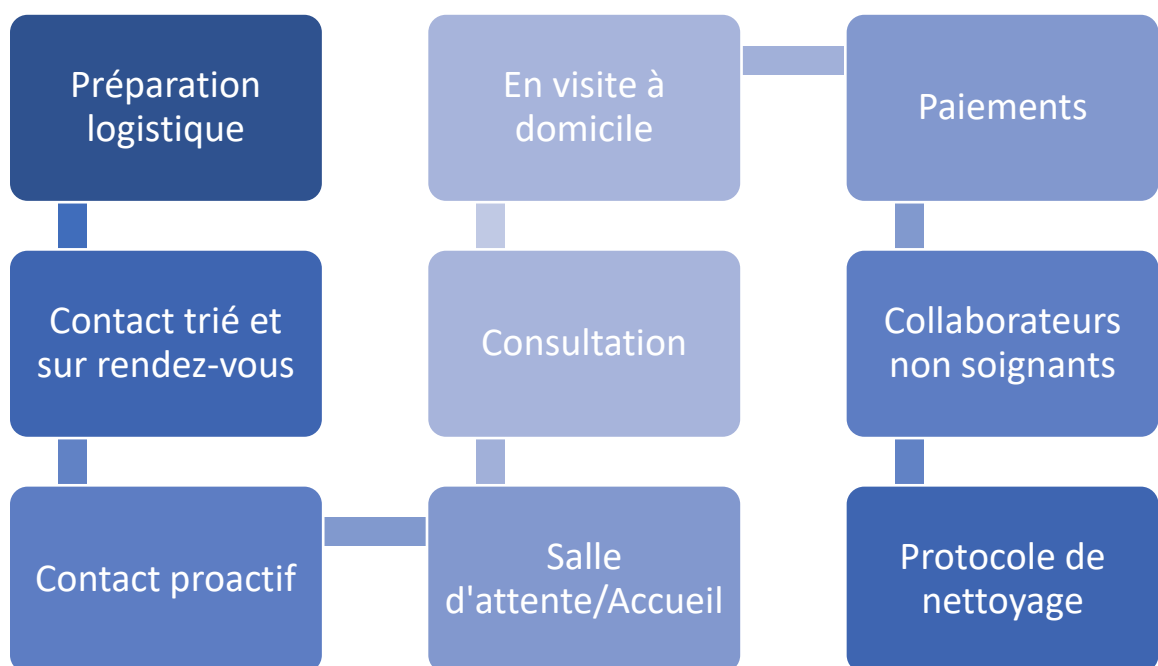 Préparation
logistique
Contact trié et
sur rendez-vous
Contact proactif
Salle
d'attente/Accueil
Consultation
En visite à
domicile
Paiements
Collaborateurs
non soignants
Protocole de
nettoyage